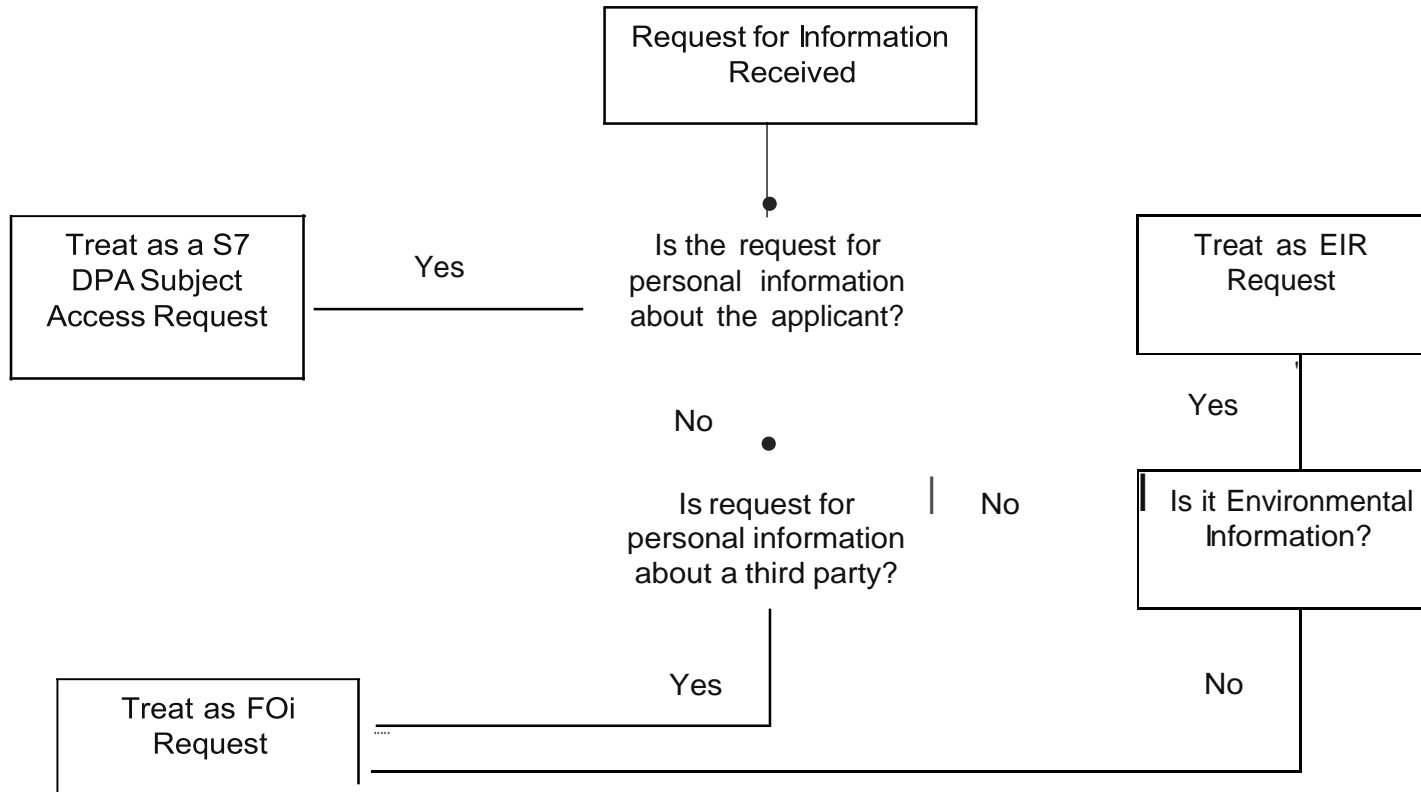 Request for Information
Received
Is the request for
personal information
about the applicant?
Yes
Treat as a S7
DPA Subject
Access Request
No
Is request for
personal information
about a third party?
No
Is it Environmental
Information?
Yes
Treat as EIR
Request
Yes
No
Treat as FOi
Request